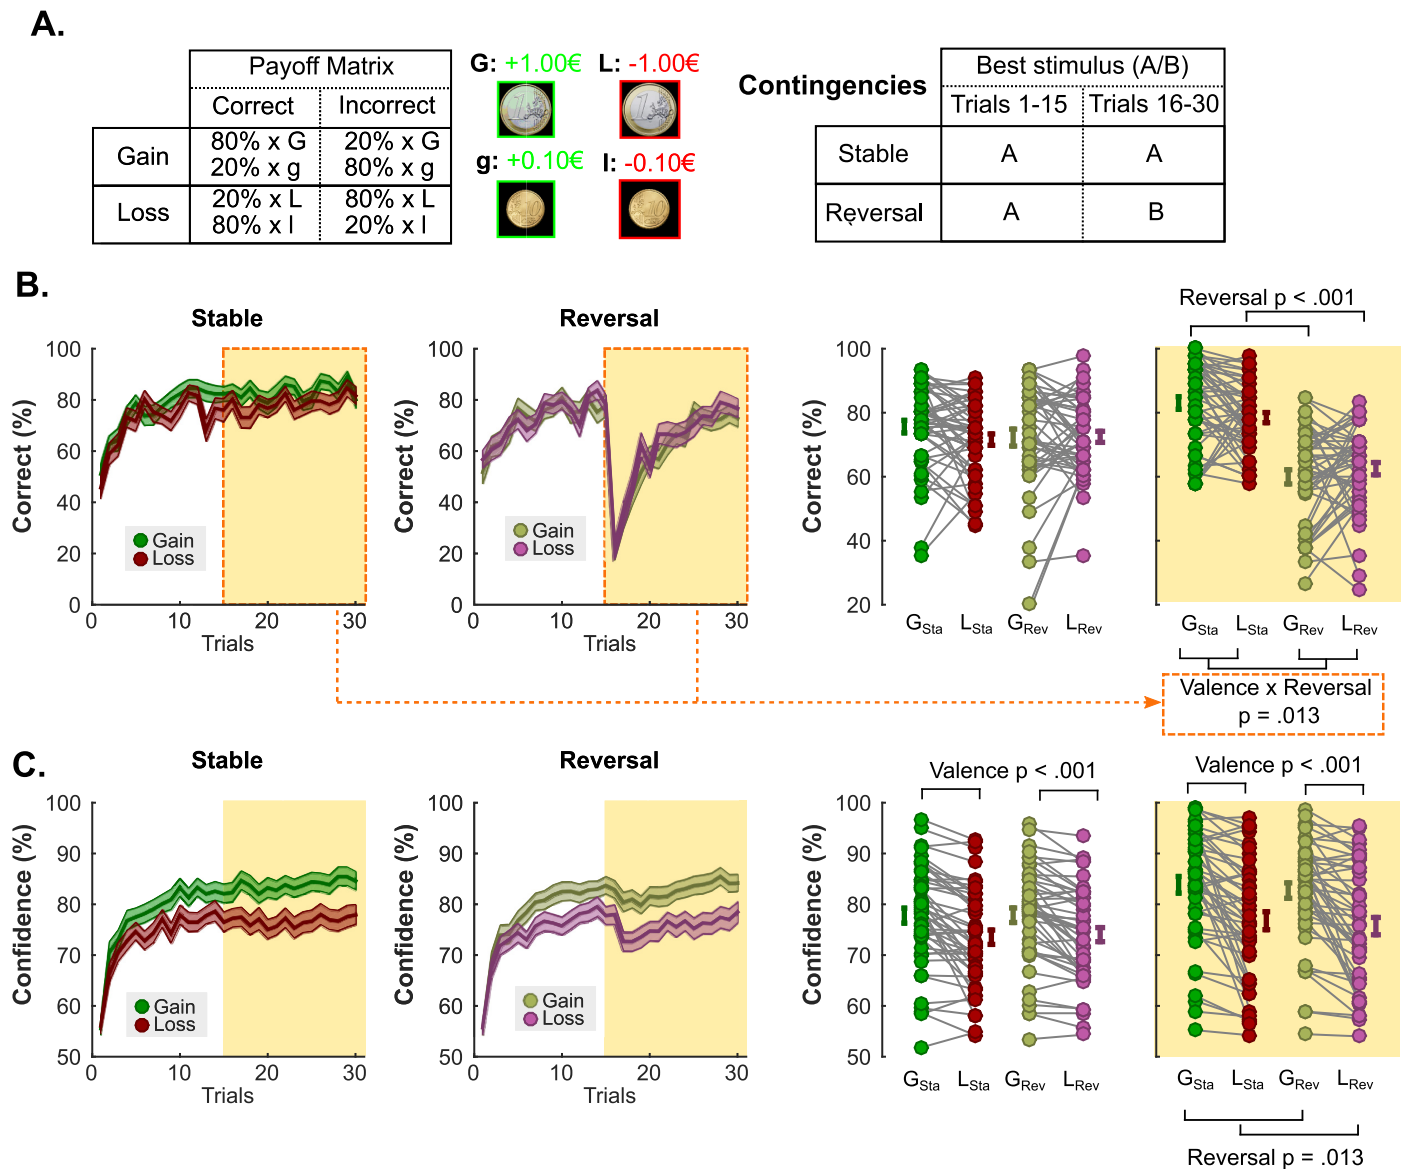 A.
Payoff Matrix
Correct Incorrect
Gain
80% x G 20% x G
20% x g 80% x g
Loss
20% x L 80% x L
80% x l 20% x l
G: +1.00€ L: -1.00€
g: +0.10€ l: -0.10€
Contingencies
Best stimulus (A/B)
Trials 1-15 Trials 16-30
Stable A A
Reversal A B
B.
Stable
Correct (%)
100
80
60
40
20
0
Gain
Loss
0 10 20 30
Trials
Reversal
Correct (%)
100
80
60
40
20
0
Gain
Loss
0 10 20 30
Trials
100
80
60
40
20
Correct (%)
GSta LSta GRev LRev
Reversal p < .001
GSta LSta GRev LRev
Valence x Reversal
p = .013
C.
Stable
Confidence (%)
100
90
80
70
60
50
Gain
Loss
0 10 20 30
Trials
Reversal
Confidence (%)
100
90
80
70
60
50
Gain
Loss
0 10 20 30
Trials
Valence p < .001
Confidence (%)
100
90
80
70
60
50
GSta LSta GRev LRev
Valence p < .001
GSta LSta GRev LRev
Reversal p = .013